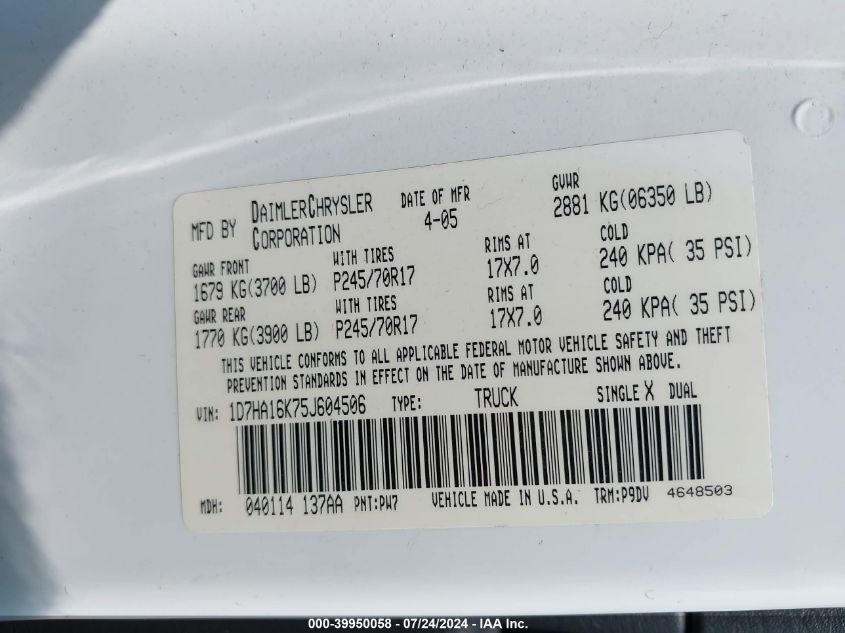 MFD BY DAIMLERCHRYSLER CORPORATION DATE OF MFR 4-05 GVWR 2881 KG(06350 LB)
GAWR FRONT WITH TIRES RIMS AT COLD
1679 KG(3700 LB) P245/70R17 17X7.0 240 KPA( 35 PSI)
GAWR REAR WITH TIRES RIMS AT COLD
1770 KG(3900 LB) P245/70R17 17X7.0 240 KPA( 35 PSI)
THIS VEHICLE CONFORMS TO ALL APPLICABLE FEDERAL MOTOR VEHICLE SAFETY AND THEFT
PREVENTION STANDARDS IN EFFECT ON THE DATE OF MANUFACTURE SHOWN ABOVE.
VIN: 1D7HA16K75J604506 TYPE: TRUCK SINGLE X DUAL
MDH: 040114 137AA PNT:PW7 VEHICLE MADE IN U.S.A. TRM:P9DV 4648503
000-39950058 - 07/24/2024 - IAA Inc.